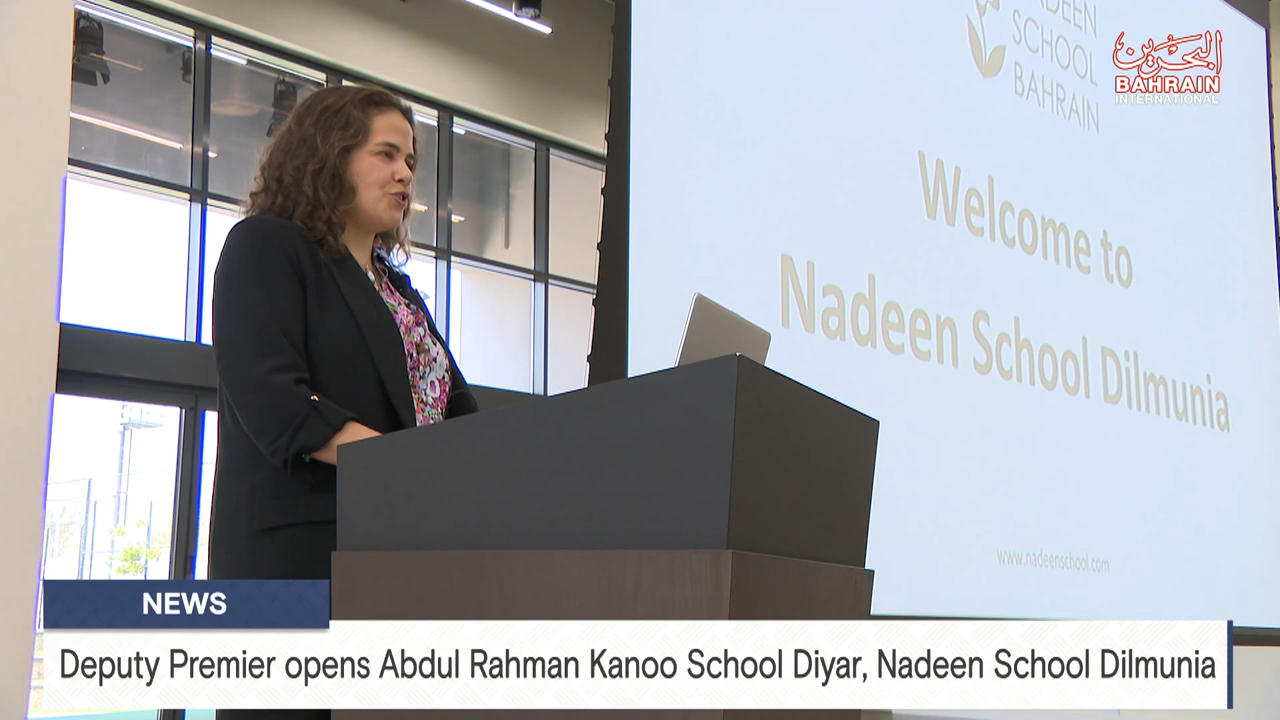 SCHOOL
BAHRAIN
البحرين
BAHRAIN
INTERNATIONAL
Welcome to
Nadeen School Dilmunia
www.nadeenschool.com
NEWS
Deputy Premier opens Abdul Rahman Kanoo School Diyar, Nadeen School Dilmunia